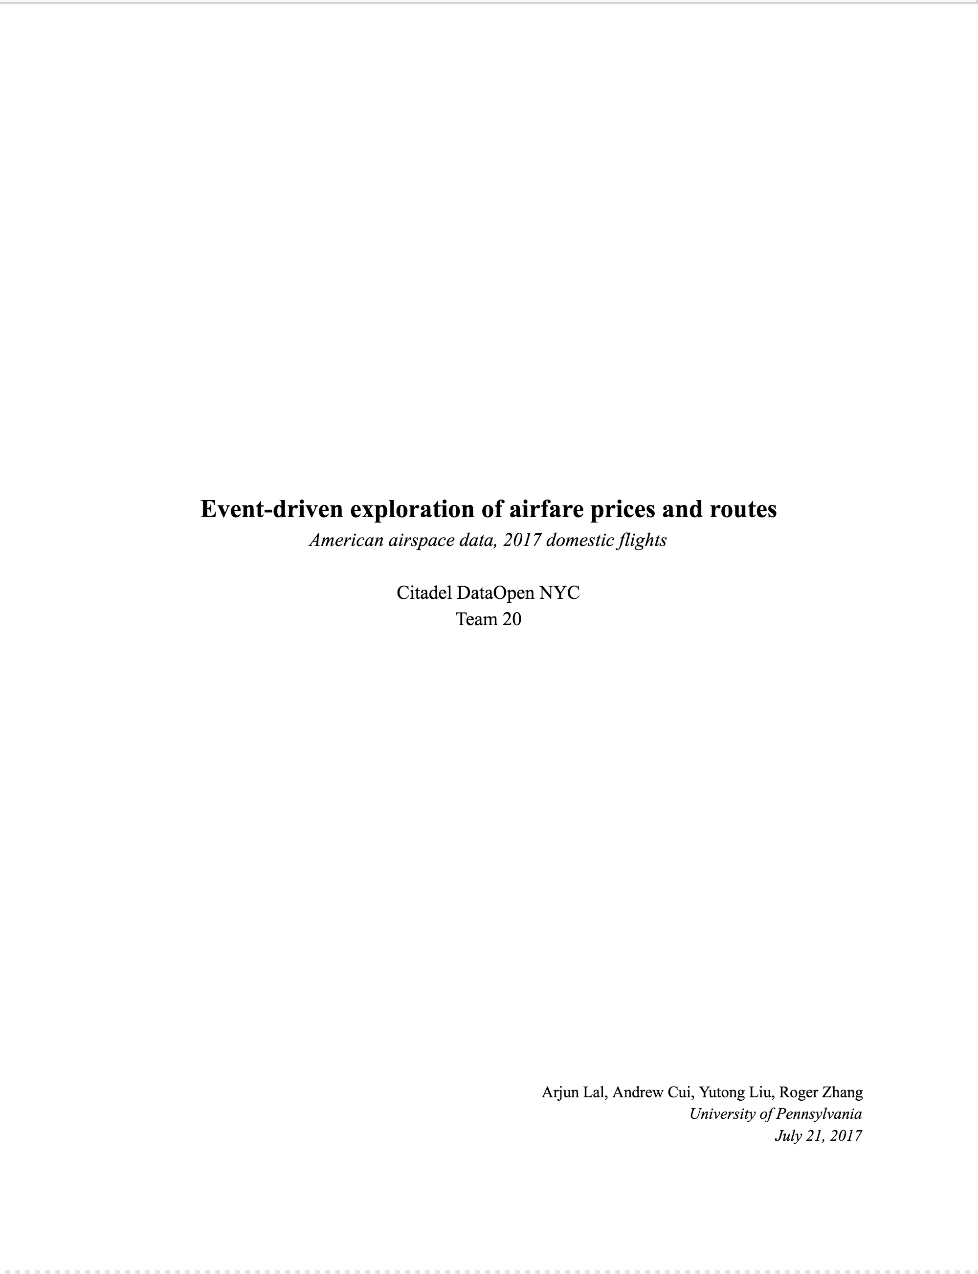 Event-driven exploration of airfare prices and routes
American airspace data, 2017 domestic flights
Citadel DataOpen NYC
Team 20
Arjun Lal, Andrew Cui, Yutong Liu, Roger Zhang
University of Pennsylvania
July 21, 2017